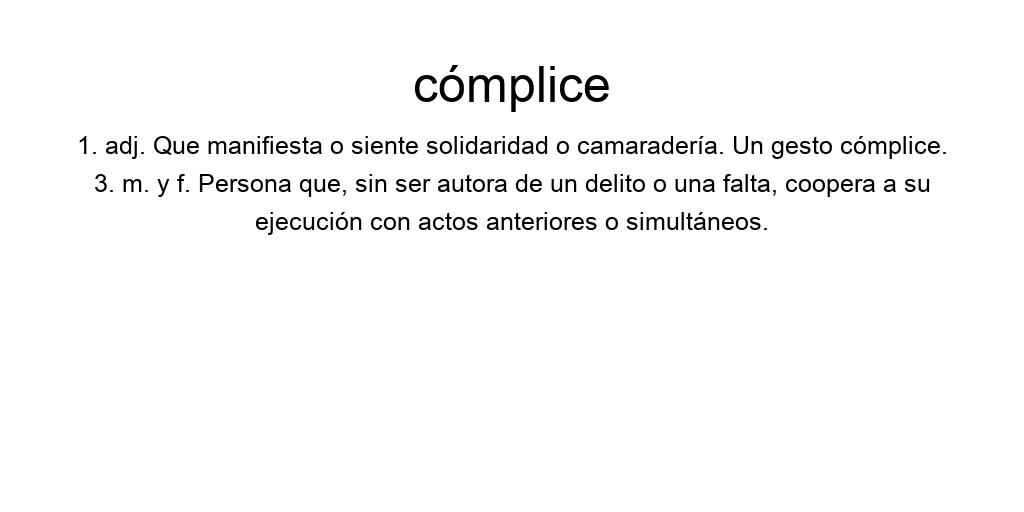 cómplice
1. adj. Que manifiesta o siente solidaridad o camaradería. Un gesto cómplice.
3. m. y f. Persona que, sin ser autora de un delito o una falta, coopera a su
ejecución con actos anteriores o simultáneos.